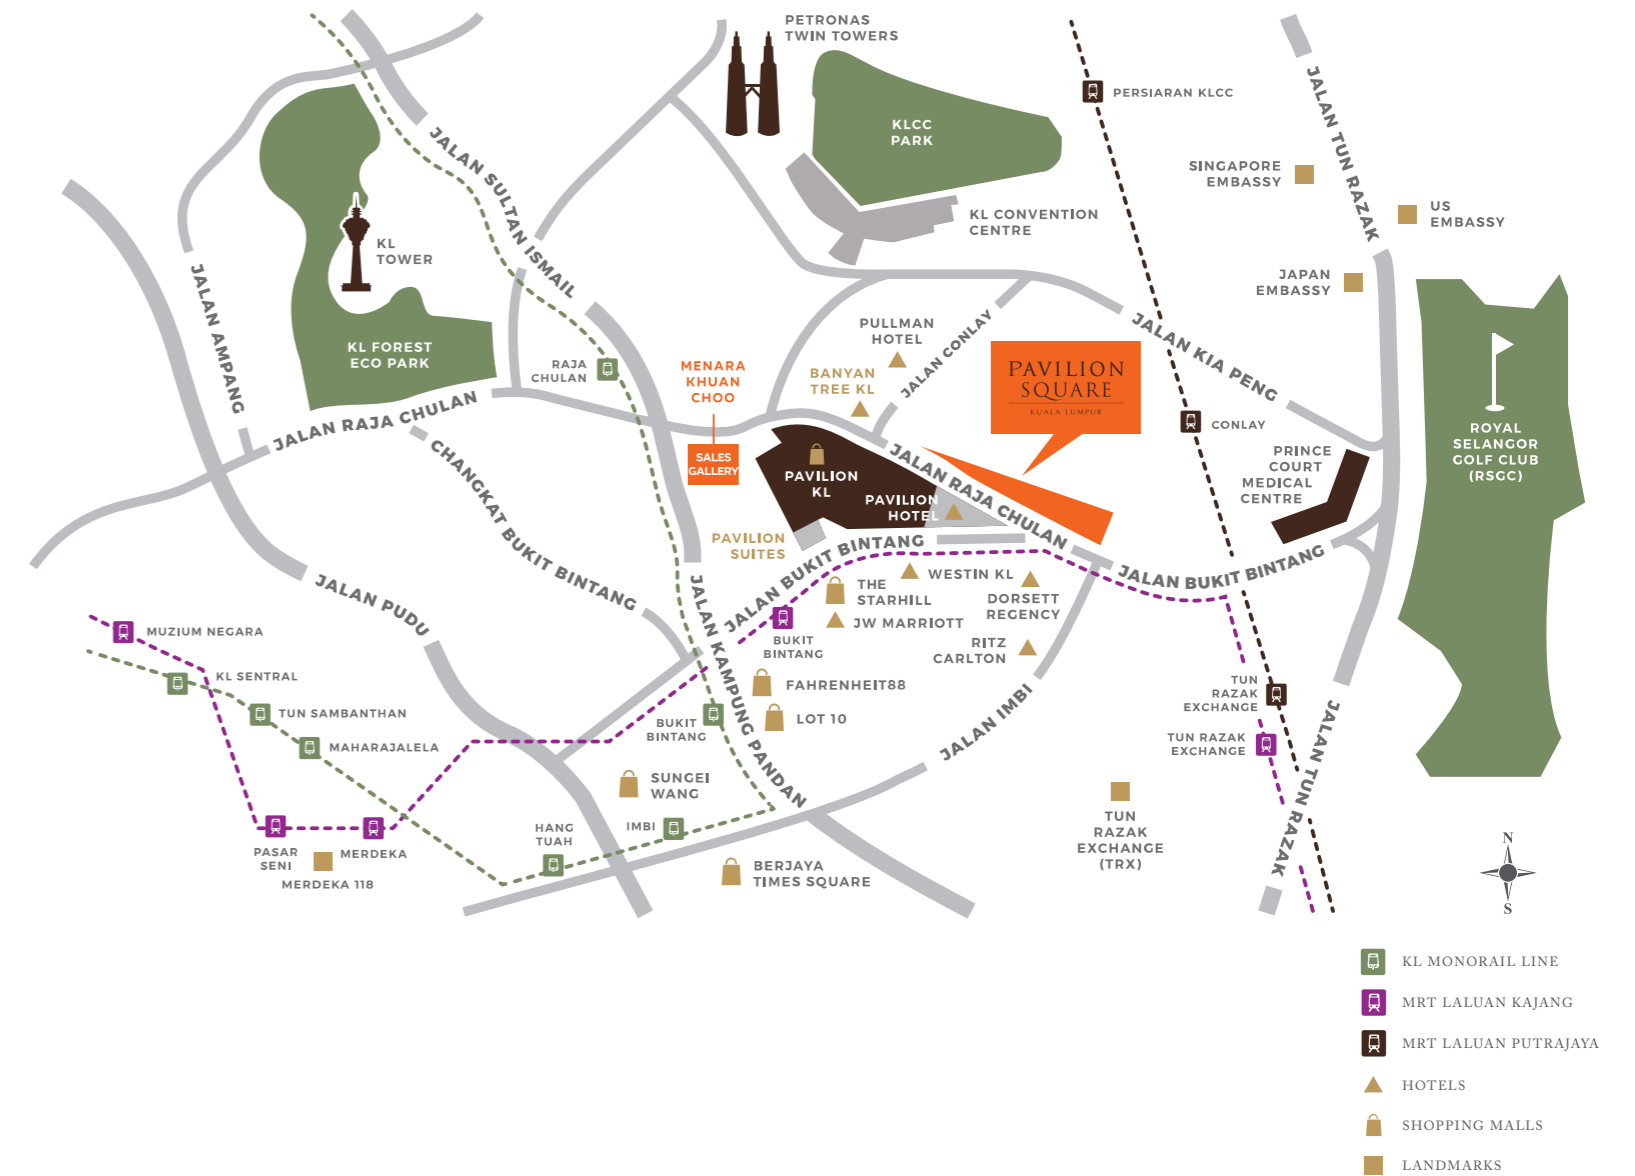 PETRONAS
TWIN TOWERS
PERSIARAN KLCC
KLCC
PARK
JALAN TUN RAZAK
JALAN SULTAN ISMAIL
SINGAPORE
EMBASSY
US
EMBASSY
KL CONVENTION
CENTRE
KL
TOWER
JAPAN
EMBASSY
JALAN AMPANG
KL FOREST
ECO PARK
PULLMAN
HOTEL
JALAN CONLAY
JALAN KIA PENG
RAJA
CHULAN
MENARA
KHUAN
CHOO
BANYAN
TREE KL
PAVILION
SQUARE
KUALA LUMPUR
JALAN RAJA CHULAN
CONLAY
ROYAL
SELANGOR
GOLF CLUB
(RSGC)
SALES
GALLERY
PAVILION
KL
PRINCE
COURT
MEDICAL
CENTRE
CHANGKAT BUKIT BINTANG
JALAN RAJA CHULAN
PAVILION
HOTEL
PAVILION
SUITES
JALAN BUKIT BINTANG
JALAN BUKIT BINTANG
JALAN PUDU
WESTIN KL
THE
STARHILL
DORSETT
REGENCY
JW MARRIOTT
JALAN KAMPUNG PANDAN
MUZIUM NEGARA
BUKIT
BINTANG
RITZ
CARLTON
KL SENTRAL
FAHRENHEIT88
TUN
RAZAK
EXCHANGE
JALAN IMBI
TUN SAMBANTHAN
LOT 10
BUKIT
BINTANG
MAHARAJALELA
TUN RAZAK
EXCHANGE
JALAN TUN RAZAK
SUNGEI
WANG
TUN
RAZAK
EXCHANGE
(TRX)
HANG
TUAH
IMBI
PASAR
SENI
MERDEKA
MERDEKA 118
BERJAYA
TIMES SQUARE
N
S
KL MONORAIL LINE
MRT LALUAN KAJANG
MRT LALUAN PUTRAJAYA
HOTELS
SHOPPING MALLS
LANDMARKS